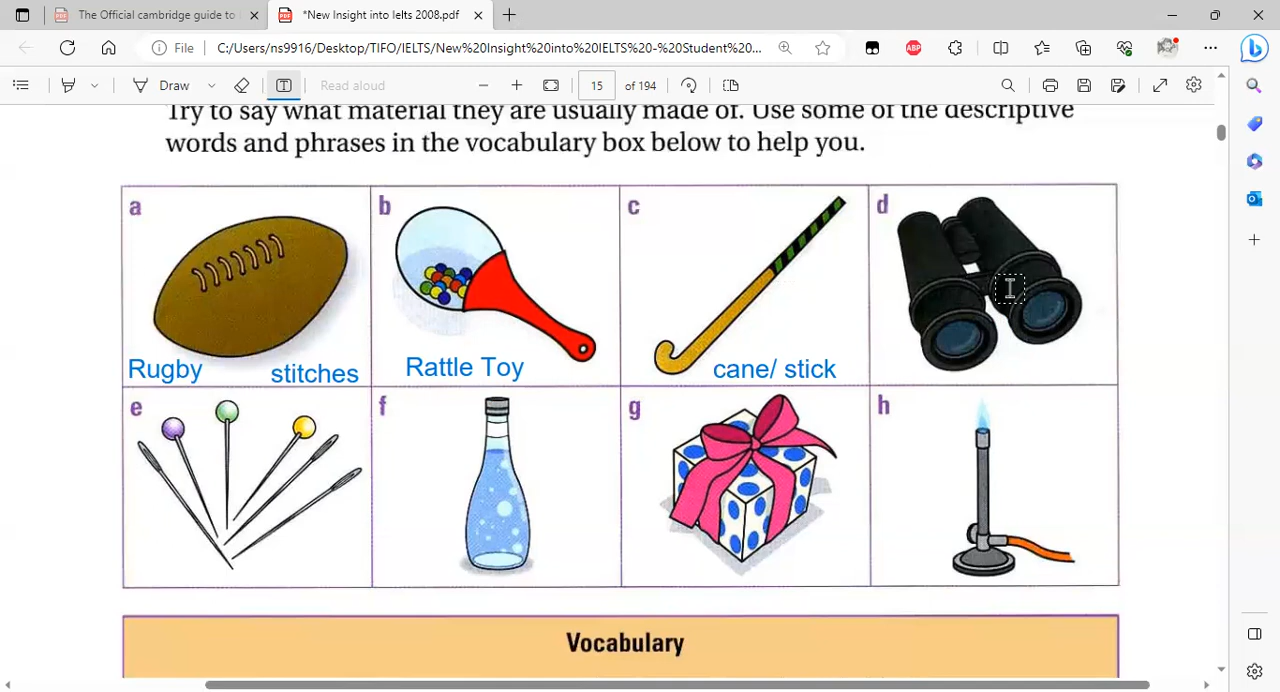 The Official cambridge guide to
*New Insight into Ielts 2008.pdf
File
C:/Users/ns9916/Desktop/TIFO/IELTS/New%20Insight%20into%20IELTS%20-%20Student%20...
ABP
Draw
Read aloud
15
of 194
Try to say what material they are usually made of. Use some of the descriptive
words and phrases in the vocabulary box below to help you.
a
b
c
d
Rugby
stitches
Rattle Toy
cane/ stick
e
f
g
h
Vocabulary